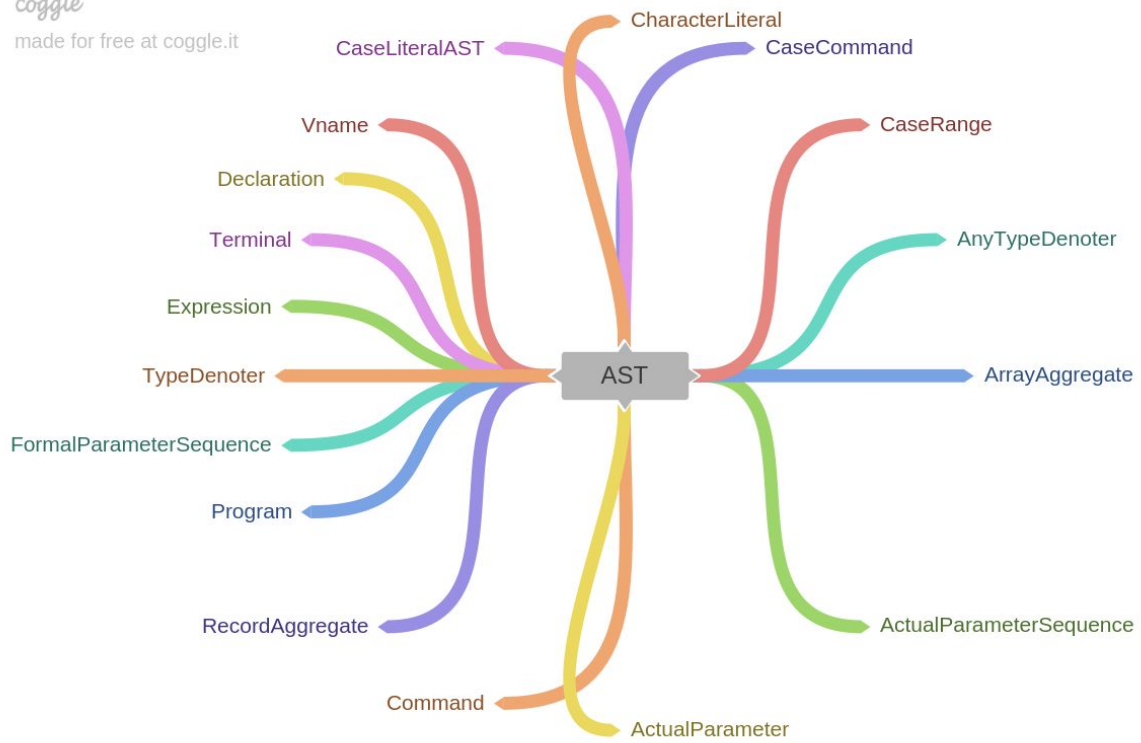 coggle
made for free at coggle.it
CharacterLiteral
CaseLiteralAST
CaseCommand
Vname
CaseRange
Declaration
Terminal
AnyTypeDenoter
Expression
TypeDenoter
AST
ArrayAggregate
FormalParameterSequence
Program
RecordAggregate
ActualParameterSequence
Command
ActualParameter